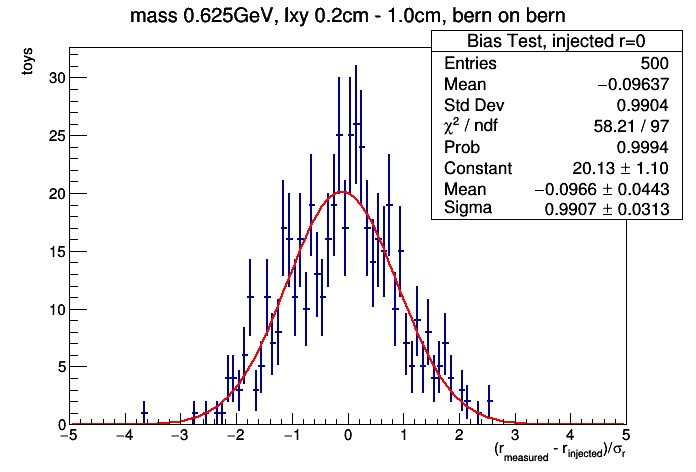 mass 0.625GeV, lxy 0.2cm - 1.0cm, bern on bern
Bias Test, injected r=0
Entries 500
Mean −0.09637
Std Dev 0.9904
χ² / ndf 58.21 / 97
Prob 0.9994
Constant 20.13 ± 1.10
Mean −0.0966 ± 0.0443
Sigma 0.9907 ± 0.0313
toys
30
25
20
15
10
5
0
−5 −4 −3 −2 −1 0 1 2 3 4 5
(r_measured - r_injected)/σ_r